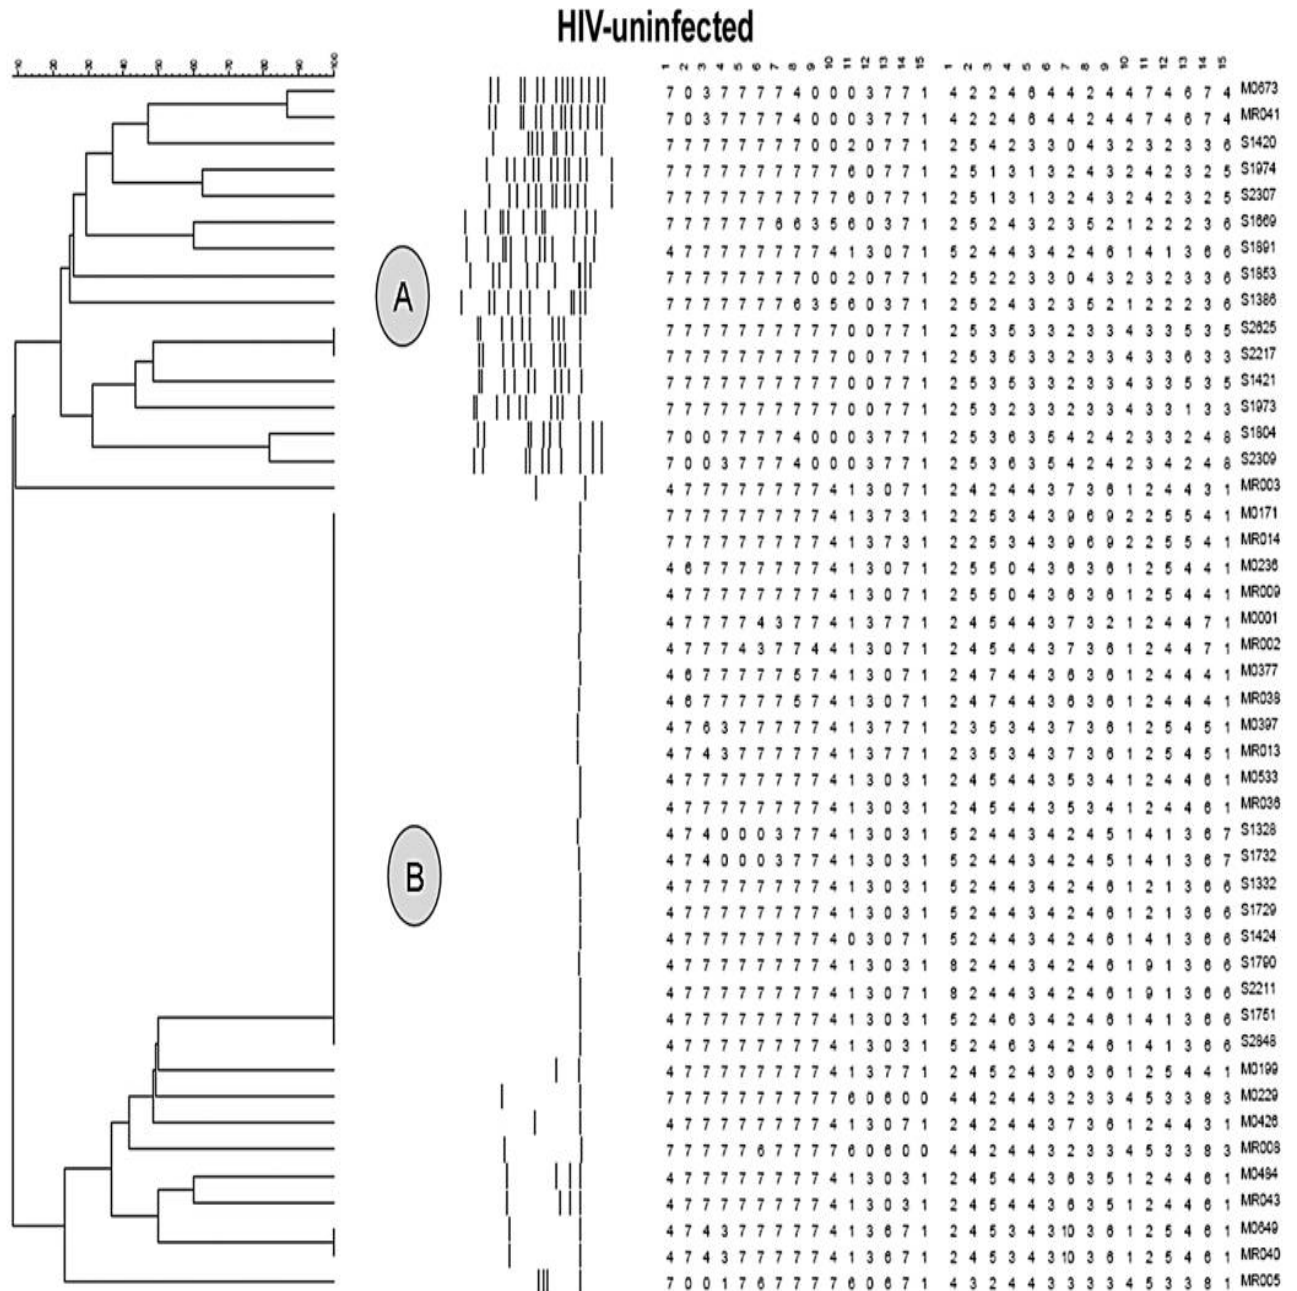 HIV-uninfected
10 20 30 40 50 60 70 80 90 100
1 2 3 4 5 6 7 8 9 10 11 12 13 14 15 1 2 3 4 5 6 7 8 9 10 11 12 13 14 15
7 0 3 7 7 7 7 4 0 0 0 3 7 7 1 4 2 2 4 6 4 4 2 4 4 7 4 6 7 4 M0673
7 0 3 7 7 7 7 4 0 0 0 3 7 7 1 4 2 2 4 6 4 4 2 4 4 7 4 6 7 4 MR041
7 7 7 7 7 7 7 7 0 0 2 0 7 7 1 2 5 4 2 3 3 0 4 3 2 3 2 3 3 6 S1420
7 7 7 7 7 7 7 7 7 7 6 0 7 7 1 2 5 1 3 1 3 2 4 3 2 4 2 3 2 5 S1974
7 7 7 7 7 7 7 7 7 7 6 0 7 7 1 2 5 1 3 1 3 2 4 3 2 4 2 3 2 5 S2307
7 7 7 7 7 7 6 6 3 5 6 0 3 7 1 2 5 2 4 3 2 3 5 2 1 2 2 2 3 6 S1669
4 7 7 7 7 7 7 7 7 4 1 3 0 7 1 5 2 4 4 3 4 2 4 6 1 4 1 3 6 6 S1891
7 7 7 7 7 7 7 7 0 0 2 0 7 7 1 2 5 2 2 3 3 0 4 3 2 3 2 3 3 6 S1853
7 7 7 7 7 7 7 6 3 5 6 0 3 7 1 2 5 2 4 3 2 3 5 2 1 2 2 2 3 6 S1386
A
7 7 7 7 7 7 7 7 7 7 0 0 7 7 1 2 5 3 5 3 3 2 3 3 4 3 3 5 3 5 S2625
7 7 7 7 7 7 7 7 7 7 0 0 7 7 1 2 5 3 5 3 3 2 3 3 4 3 3 6 3 3 S2217
7 7 7 7 7 7 7 7 7 7 0 0 7 7 1 2 5 3 5 3 3 2 3 3 4 3 3 5 3 5 S1421
7 7 7 7 7 7 7 7 7 7 0 0 7 7 1 2 5 3 2 3 3 2 3 3 4 3 3 1 3 3 S1973
7 0 0 7 7 7 7 4 0 0 0 3 7 7 1 2 5 3 6 3 5 4 2 4 2 3 3 2 4 8 S1804
7 0 0 3 7 7 7 4 0 0 0 3 7 7 1 2 5 3 6 3 5 4 2 4 2 3 4 2 4 8 S2309
4 7 7 7 7 7 7 7 7 4 1 3 0 7 1 2 4 2 4 4 3 7 3 6 1 2 4 4 3 1 MR003
7 7 7 7 7 7 7 7 7 4 1 3 7 3 1 2 2 5 3 4 3 9 6 9 2 2 5 5 4 1 M0171
7 7 7 7 7 7 7 7 7 4 1 3 7 3 1 2 2 5 3 4 3 9 6 9 2 2 5 5 4 1 MR014
4 6 7 7 7 7 7 7 7 4 1 3 0 7 1 2 5 5 0 4 3 6 3 6 1 2 5 4 4 1 M0236
4 7 7 7 7 7 7 7 7 4 1 3 0 7 1 2 5 5 0 4 3 6 3 6 1 2 5 4 4 1 MR009
4 7 7 7 7 4 3 7 7 4 1 3 7 7 1 2 4 5 4 4 3 7 3 2 1 2 4 4 7 1 M0001
4 7 7 7 4 3 7 7 4 4 1 3 0 7 1 2 4 5 4 4 3 7 3 6 1 2 4 4 7 1 MR002
4 6 7 7 7 7 7 5 7 4 1 3 0 7 1 2 4 7 4 4 3 6 3 6 1 2 4 4 4 1 M0377
4 6 7 7 7 7 7 5 7 4 1 3 0 7 1 2 4 7 4 4 3 6 3 6 1 2 4 4 4 1 MR038
4 7 6 3 7 7 7 7 7 4 1 3 7 7 1 2 3 5 3 4 3 7 3 6 1 2 5 4 5 1 M0397
4 7 4 3 7 7 7 7 7 4 1 3 7 7 1 2 3 5 3 4 3 7 3 6 1 2 5 4 5 1 MR013
4 7 7 7 7 7 7 7 7 4 1 3 0 3 1 2 4 5 4 4 3 5 3 4 1 2 4 4 6 1 M0533
4 7 7 7 7 7 7 7 7 4 1 3 0 3 1 2 4 5 4 4 3 5 3 4 1 2 4 4 6 1 MR036
4 7 4 0 0 0 3 7 7 4 1 3 0 3 1 5 2 4 4 3 4 2 4 5 1 4 1 3 6 7 S1328
4 7 4 0 0 0 3 7 7 4 1 3 0 3 1 5 2 4 4 3 4 2 4 5 1 4 1 3 6 7 S1732
B
4 7 7 7 7 7 7 7 7 4 1 3 0 3 1 5 2 4 4 3 4 2 4 6 1 2 1 3 6 6 S1332
4 7 7 7 7 7 7 7 7 4 1 3 0 3 1 5 2 4 4 3 4 2 4 6 1 2 1 3 6 6 S1729
4 7 7 7 7 7 7 7 7 4 0 3 0 7 1 5 2 4 4 3 4 2 4 6 1 4 1 3 6 6 S1424
4 7 7 7 7 7 7 7 7 4 1 3 0 3 1 8 2 4 4 3 4 2 4 6 1 9 1 3 6 6 S1790
4 7 7 7 7 7 7 7 7 4 1 3 0 7 1 8 2 4 4 3 4 2 4 6 1 9 1 3 6 6 S2211
4 7 7 7 7 7 7 7 7 4 1 3 0 3 1 5 2 4 6 3 4 2 4 6 1 4 1 3 6 6 S1751
4 7 7 7 7 7 7 7 7 4 1 3 0 3 1 5 2 4 6 3 4 2 4 6 1 4 1 3 6 6 S2848
4 7 7 7 7 7 7 7 7 4 1 3 7 7 1 2 4 5 2 4 3 6 3 6 1 2 5 4 4 1 M0199
7 7 7 7 7 7 7 7 7 7 6 0 6 0 0 4 4 2 4 4 3 2 3 3 4 5 3 3 8 3 M0229
4 7 7 7 7 7 7 7 7 4 1 3 0 7 1 2 4 2 4 4 3 7 3 6 1 2 4 4 3 1 M0426
7 7 7 7 7 6 7 7 7 7 6 0 6 0 0 4 4 2 4 4 3 2 3 3 4 5 3 3 8 3 MR008
4 7 7 7 7 7 7 7 7 4 1 3 0 3 1 2 4 5 4 4 3 6 3 5 1 2 4 4 6 1 M0484
4 7 7 7 7 7 7 7 7 4 1 3 0 3 1 2 4 5 4 4 3 6 3 5 1 2 4 4 6 1 MR043
4 7 4 3 7 7 7 7 7 4 1 3 6 7 1 2 4 5 3 4 3 10 3 6 1 2 5 4 6 1 M0649
4 7 4 3 7 7 7 7 7 4 1 3 6 7 1 2 4 5 3 4 3 10 3 6 1 2 5 4 6 1 MR040
7 0 0 1 7 6 7 7 7 7 6 0 6 7 1 4 3 2 4 4 3 3 3 3 4 5 3 3 8 1 MR005